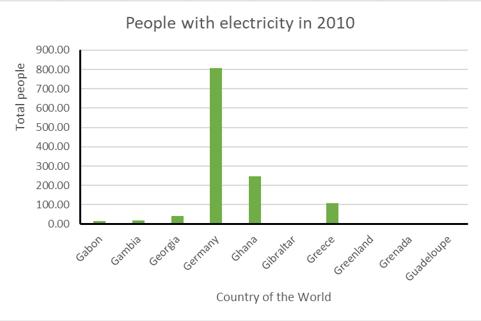 People with electricity in 2010
900.00
800.00
700.00
600.00
500.00
400.00
300.00
200.00
100.00
0.00
Total people
Gabon
Gambia
Georgia
Germany
Ghana
Gibraltar
Greece
Greenland
Grenada
Guadeloupe
Country of the World